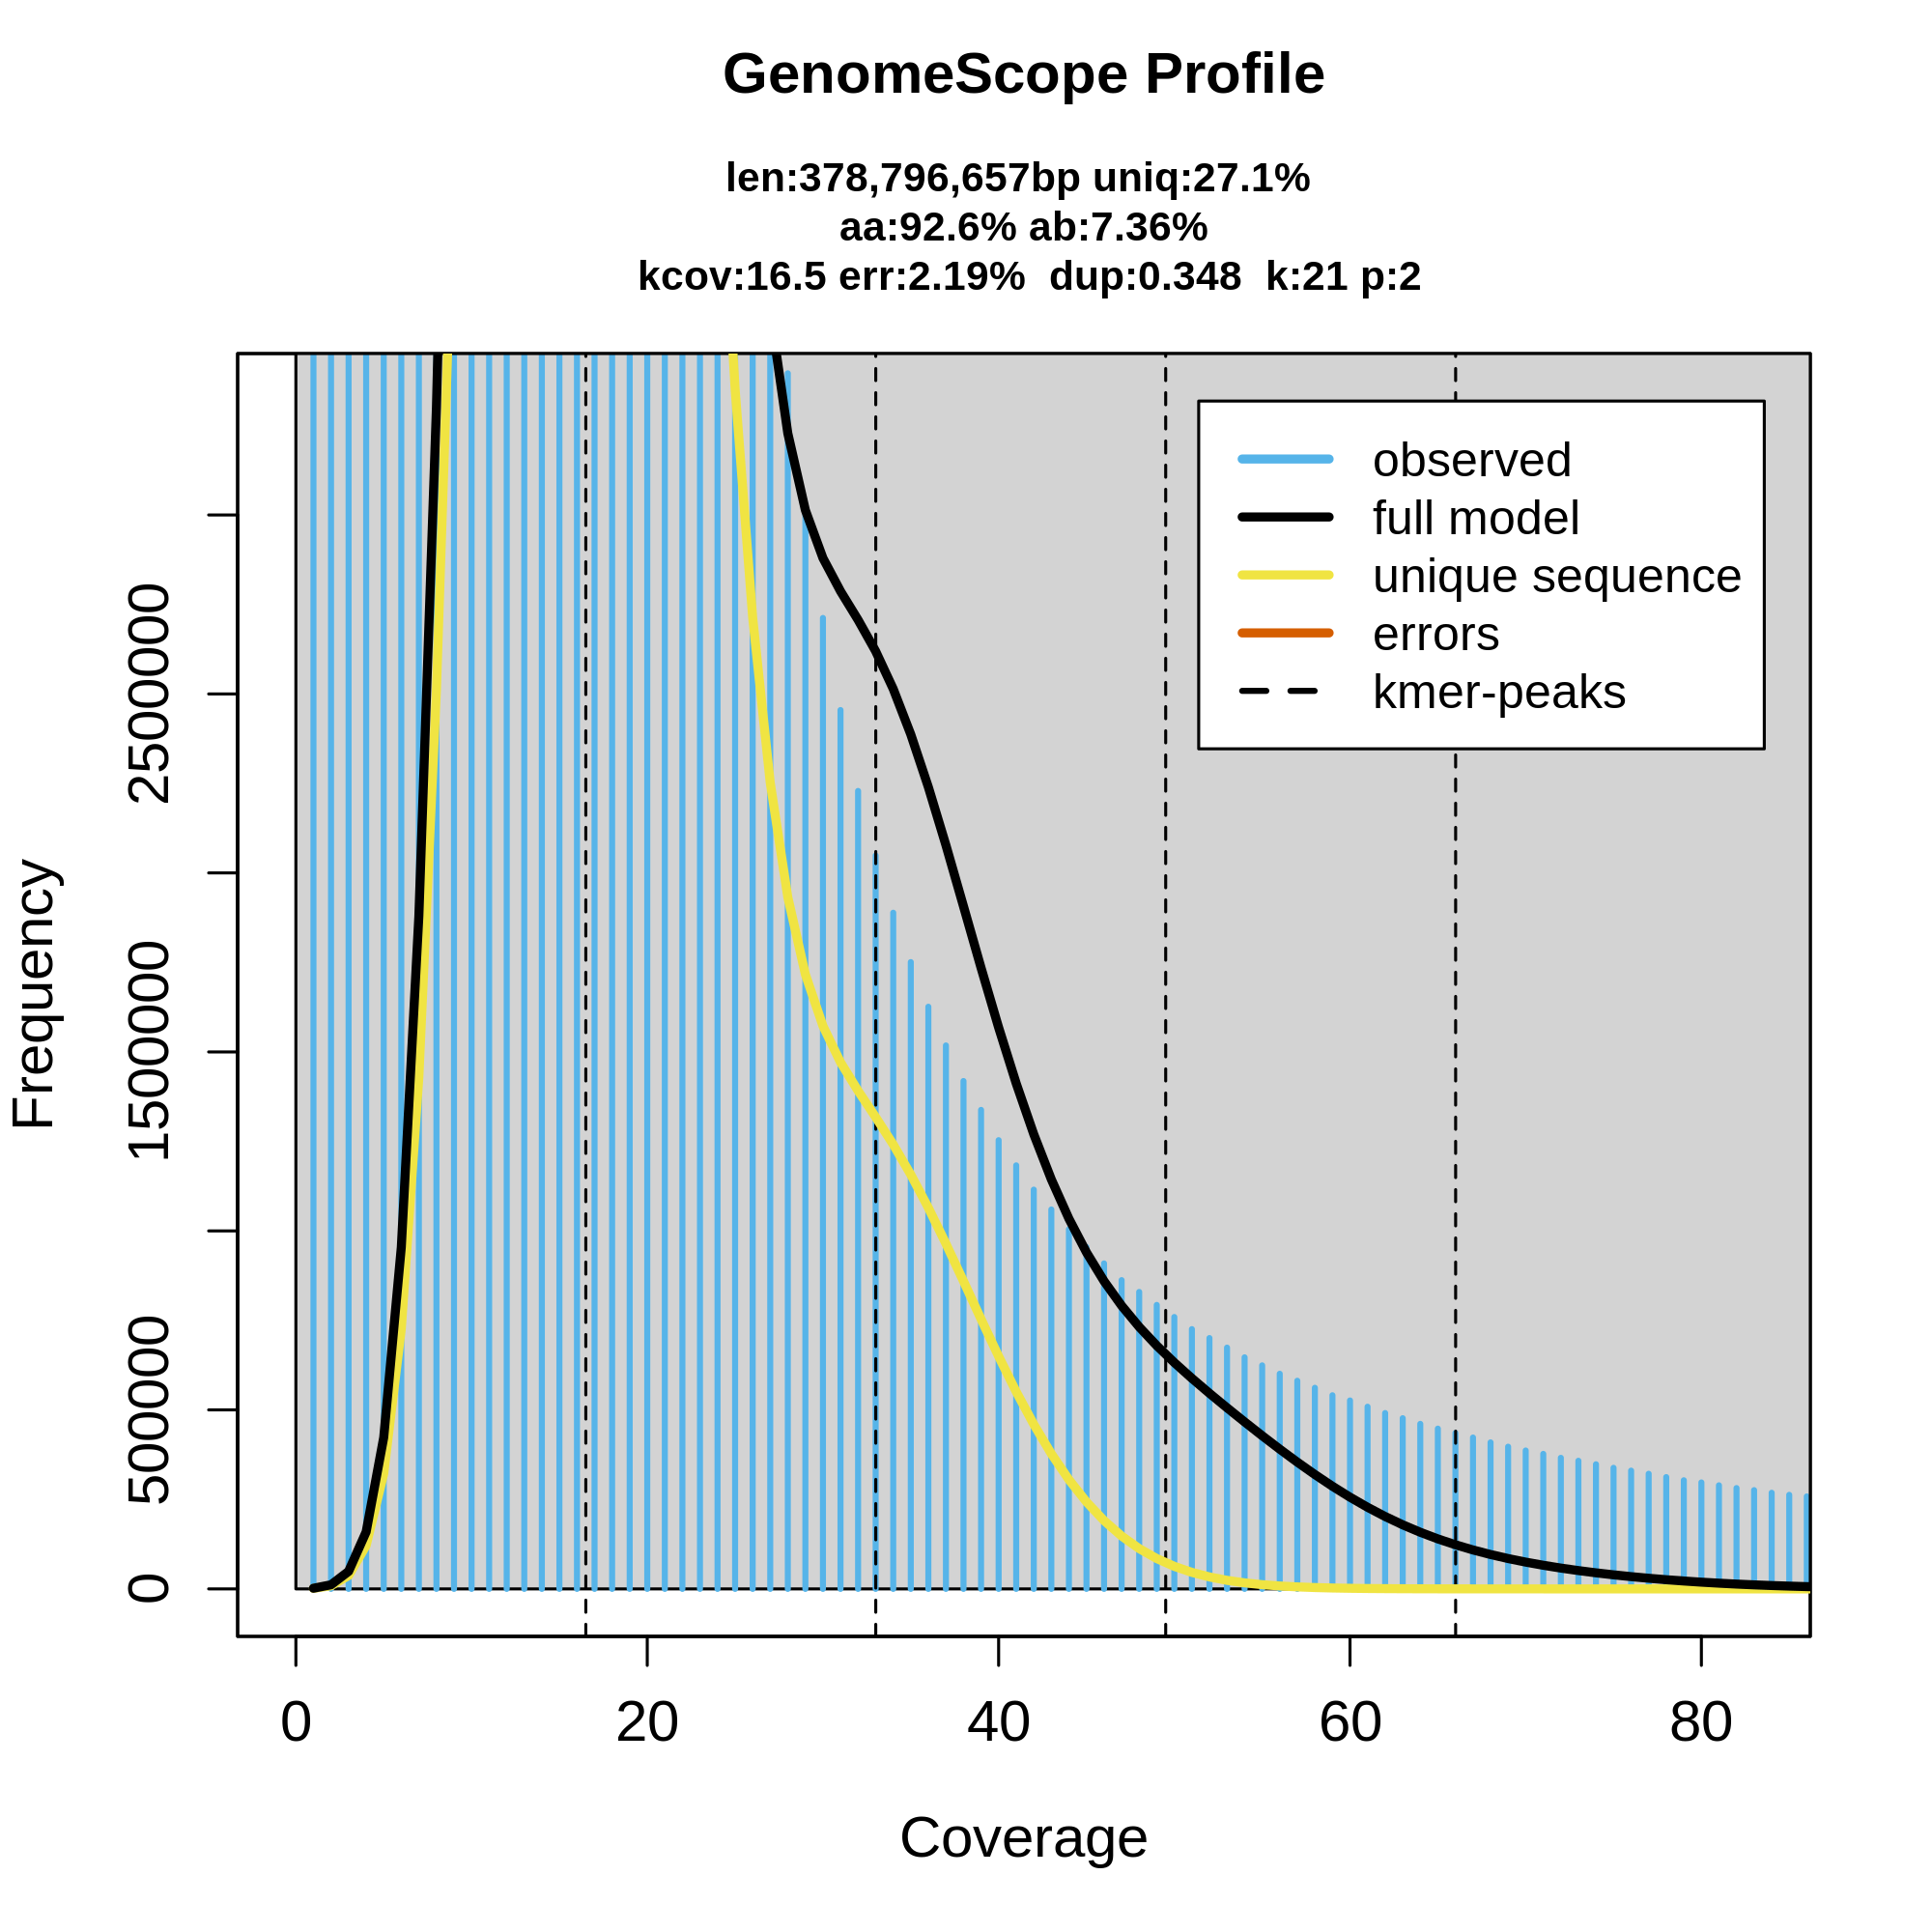 GenomeScope Profile
len:378,796,657bp uniq:27.1%
aa:92.6% ab:7.36%
kcov:16.5 err:2.19%  dup:0.348  k:21 p:2
observed
full model
unique sequence
errors
kmer-peaks
Frequency
2500000
1500000
500000
0
0 20 40 60 80
Coverage